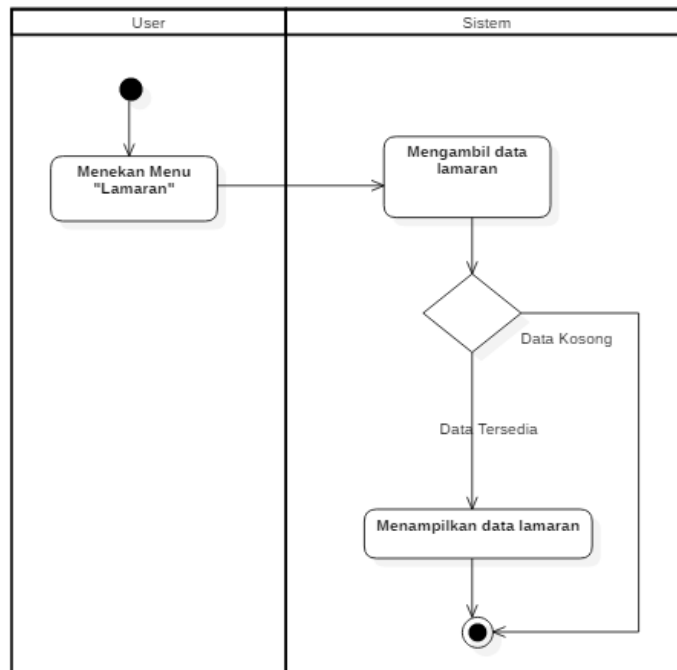 User
Sistem
Menekan Menu
"Lamaran"
Mengambil data
lamaran
Data Kosong
Data Tersedia
Menampilkan data lamaran